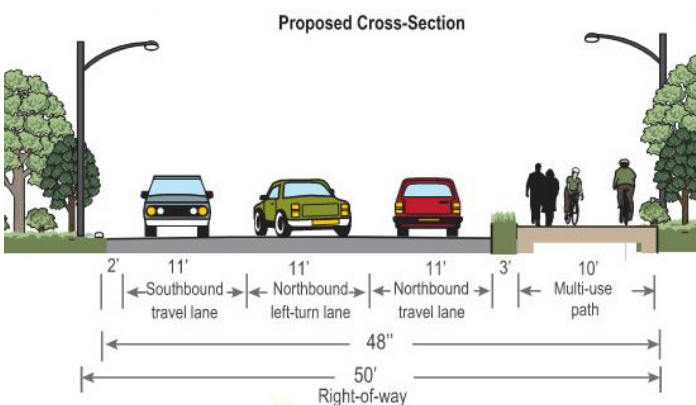 Proposed Cross-Section
2' 11' 11' 11' 3' 10'
Southbound Northbound Northbound Multi-use
travel lane left-turn lane travel lane path
48"
50'
Right-of-way